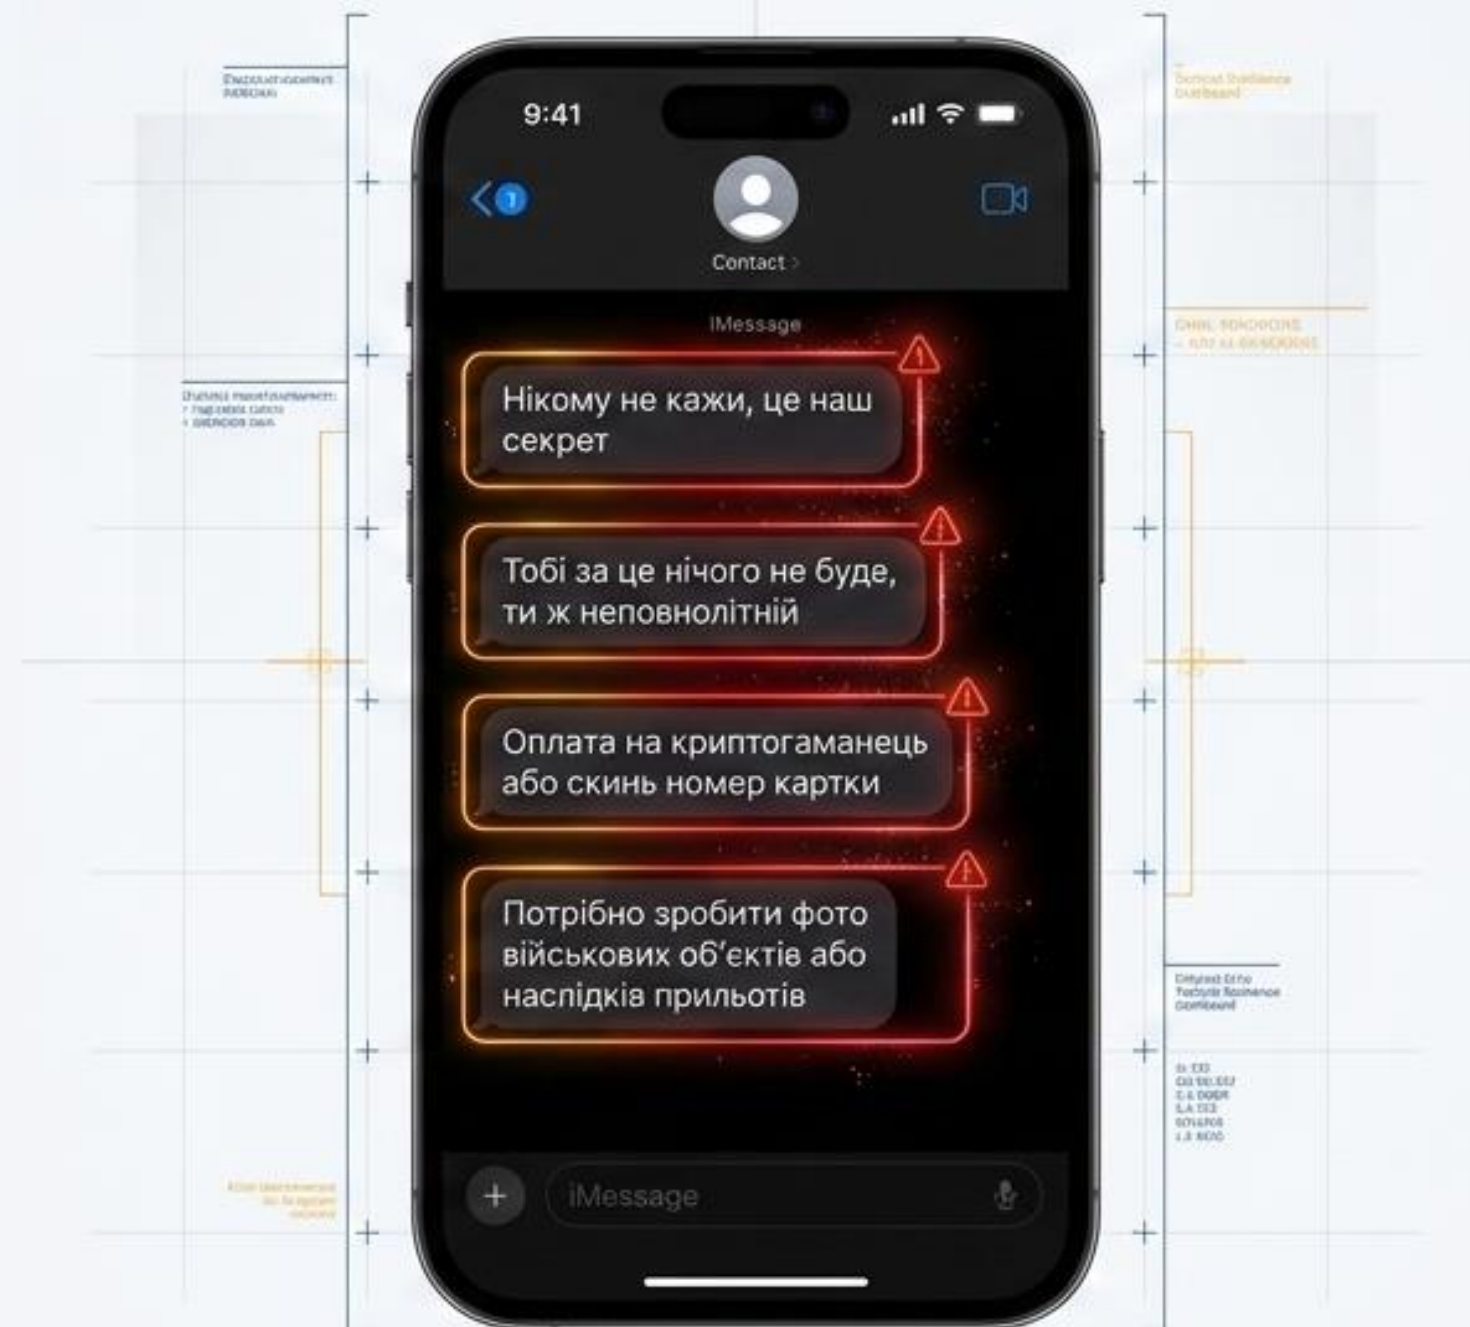 9:41
1
Contact
iMessage
Нікому не кажи, це наш
секрет
Тобі за це нічого не буде,
ти ж неповнолітній
Оплата на криптогаманець
або скинь номер картки
Потрібно зробити фото
військових об’єктів або
наслідків прильотів
iMessage